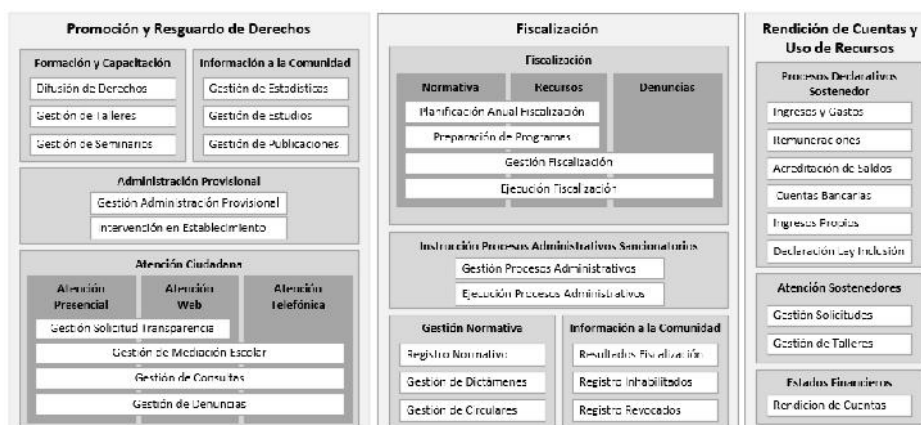 Promoción y Resguardo de Derechos
Formación y Capacitación
Difusión de Derechos
Gestión de Talleres
Gestión de Seminarios
Información a la Comunidad
Gestión de Estadísticas
Gestión de Estudios
Gestión de Publicaciones
Administración Provisional
Gestión Administración Provisional
Intervención en Establecimiento
Atención Ciudadana
Atención
Presencial
Atención
Web
Atención
Telefónica
Gestión Solicitud Transparencia
Gestión de Mediación Escolar
Gestión de Consultas
Gestión de Denuncias
Fiscalización
Fiscalización
Normativa
Recursos
Denuncias
Planificación Anual Fiscalización
Preparación de Programas
Gestión Fiscalización
Ejecución Fiscalización
Instrucción Procesos Administrativos Sancionatorios
Gestión Procesos Administrativos
Ejecución Procesos Administrativos
Gestión Normativa
Registro Normativo
Gestión de Dictámenes
Gestión de Circulares
Información a la Comunidad
Resultados Fiscalización
Registro Inhabilitados
Registro Revocados
Rendición de Cuentas y
Uso de Recursos
Procesos Declarativos
Sostenedor
Ingresos y Gastos
Remuneraciones
Acreditación de Saldos
Cuentas Bancarias
Ingresos Propios
Declaración Ley Inclusión
Atención Sostenedores
Gestión Solicitudes
Gestión de Talleres
Estados Financieros
Rendicion de Cuentas